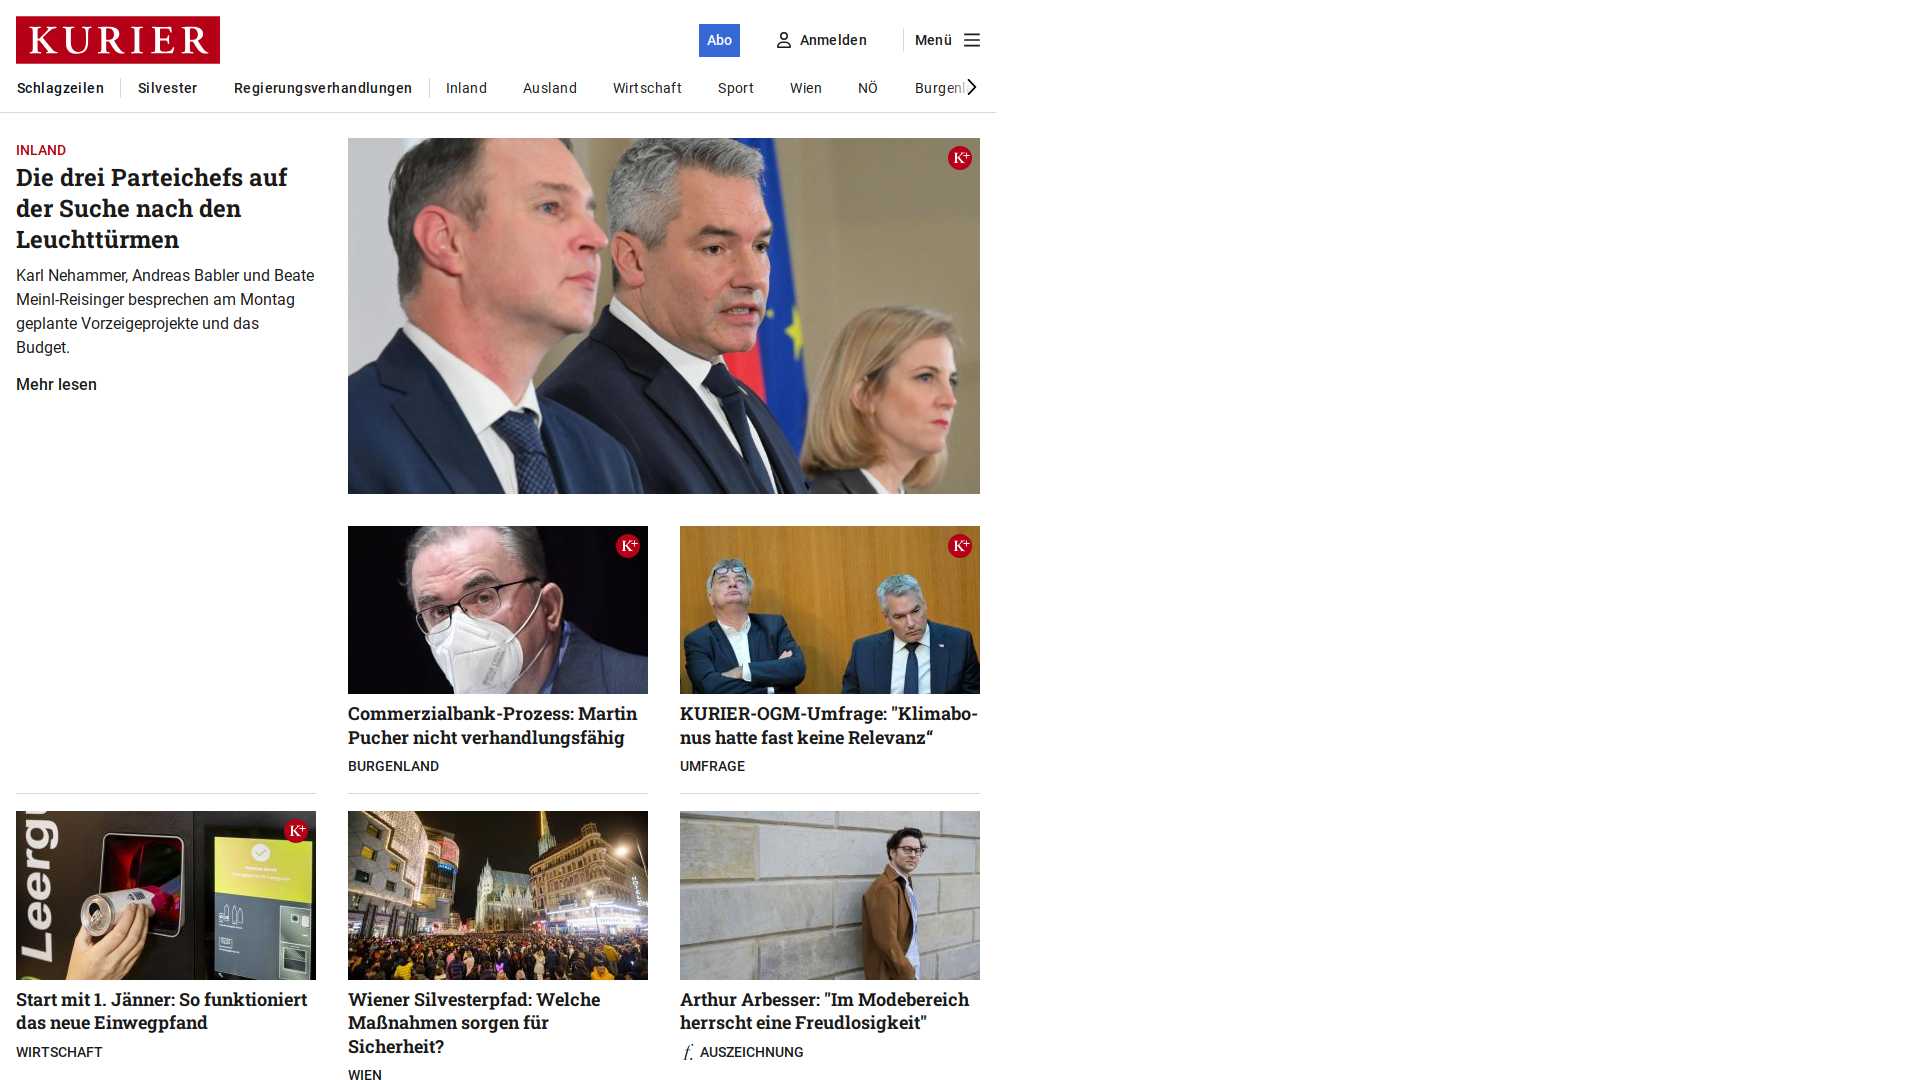 KURIER
Abo
Anmelden
Menü
Schlagzeilen
Silvester
Regierungsverhandlungen
Inland
Ausland
Wirtschaft
Sport
Wien
NÖ
INLAND
Die drei Parteichefs auf
der Suche nach den
Leuchttürmen
Karl Nehammer, Andreas Babler und Beate
Meinl-Reisinger besprechen am Montag
geplante Vorzeigeprojekte und das
Budget.
Mehr lesen
K+
K+
K+
Commerzialbank-Prozess: Martin
Pucher nicht verhandlungsfähig
BURGENLAND
KURIER-OGM-Umfrage: "Klimabo-
nus hatte fast keine Relevanz“
UMFRAGE
K+
Start mit 1. Jänner: So funktioniert
das neue Einwegpfand
WIRTSCHAFT
Wiener Silvesterpfad: Welche
Maßnahmen sorgen für
Sicherheit?
WIEN
Arthur Arbesser: "Im Modebereich
herrscht eine Freudlosigkeit"
f. AUSZEICHNUNG